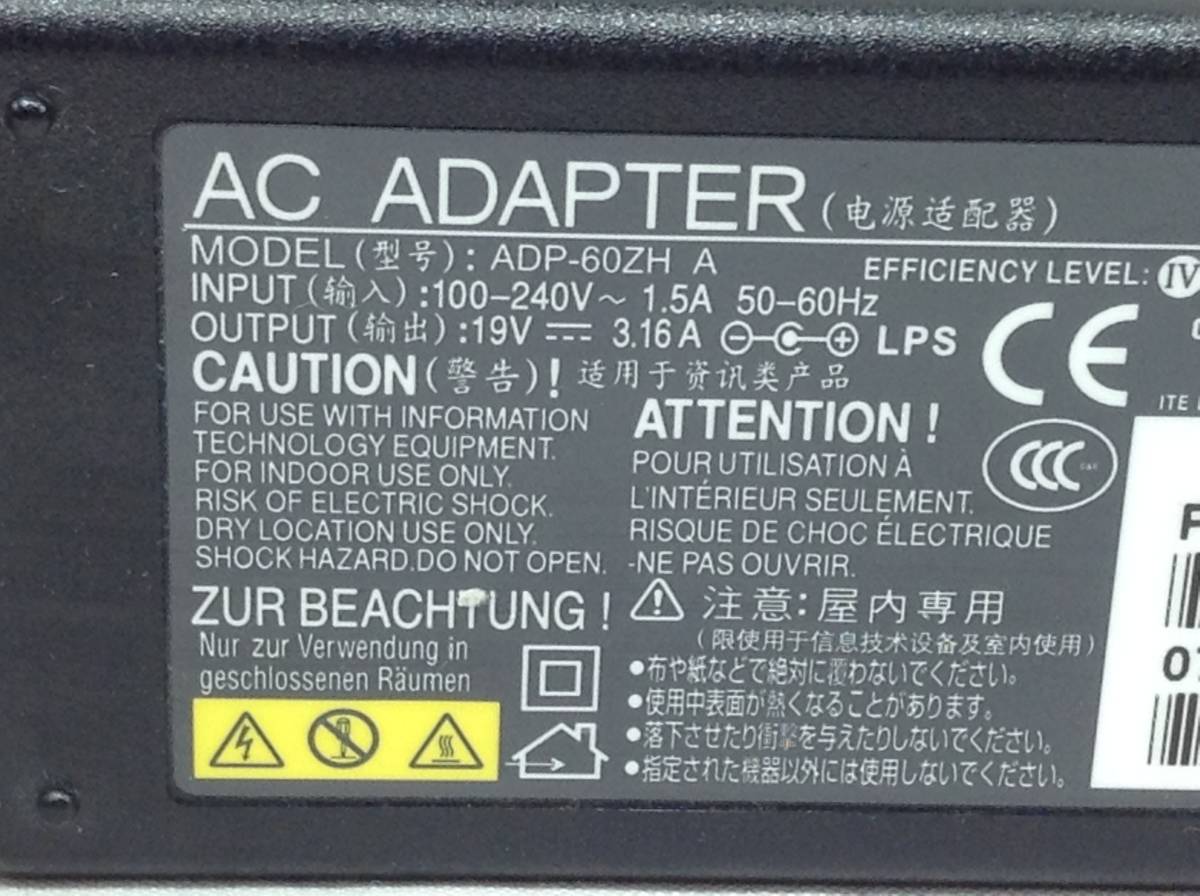 AC ADAPTER (电源适配器)
MODEL (型号): ADP-60ZH A
EFFICIENCY LEVEL: IV
INPUT (输入) :100-240V~ 1.5A 50-60Hz
OUTPUT (输出) :19V ⎓ 3.16A LPS
CE
CAUTION (警告)! 适用于资讯类产品
ITE
FOR USE WITH INFORMATION
TECHNOLOGY EQUIPMENT.
FOR INDOOR USE ONLY.
RISK OF ELECTRIC SHOCK.
DRY LOCATION USE ONLY.
SHOCK HAZARD.DO NOT OPEN.
ATTENTION !
POUR UTILISATION À
L'INTÉRIEUR SEULEMENT.
RISQUE DE CHOC ÉLECTRIQUE
-NE PAS OUVRIR.
CCC
ZUR BEACHTUNG !
Nur zur Verwendung in
geschlossenen Räumen
注意:屋内専用
(限使用于信息技术设备及室内使用)
●布や紙などで絶対に覆わないでください。
●使用中表面が熱くなることがあります。
●落下させたり衝撃を与えたりしないでください。
●指定された機器以外には使用しないでください。
07